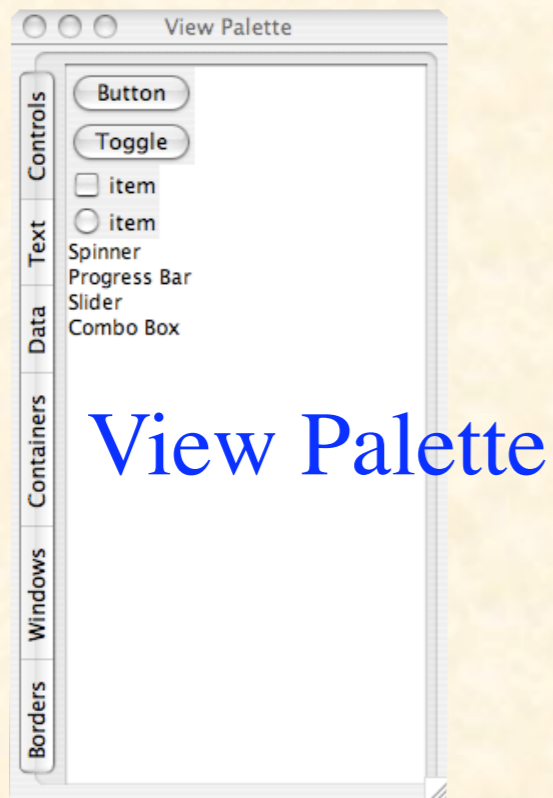 View Palette
Controls
Text
Data
Containers
Windows
Borders
Button
Toggle
item
item
Spinner
Progress Bar
Slider
Combo Box
View Palette